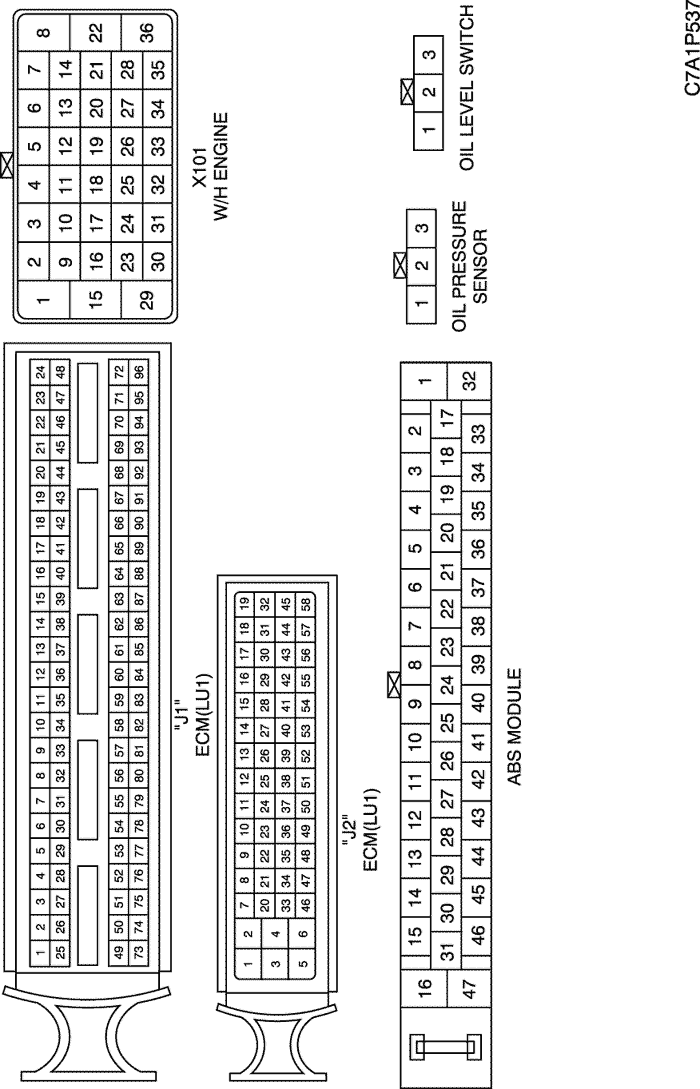 1 2 3 4 5 6 7 8 9 10 11 12 13 14 15 16 17 18 19 20 21 22 23 24
25 26 27 28 29 30 31 32 33 34 35 36 37 38 39 40 41 42 43 44 45 46 47 48
49 50 51 52 53 54 55 56 57 58 59 60 61 62 63 64 65 66 67 68 69 70 71 72
73 74 75 76 77 78 79 80 81 82 83 84 85 86 87 88 89 90 91 92 93 94 95 96
"J1"
ECM(LU1)
2 3 4 5 6 7 8
1 9 10 11 12 13 14 22
15 16 17 18 19 20 21 36
29 23 24 25 26 27 28
30 31 32 33 34 35
X101
W/H ENGINE
1 2 7 8 9 10 11 12 13 14 15 16 17 18 19
3 4 20 21 22 23 24 25 26 27 28 29 30 31 32
5 6 33 34 35 36 37 38 39 40 41 42 43 44 45
46 47 48 49 50 51 52 53 54 55 56 57 58
"J2"
ECM(LU1)
16 15 14 13 12 11 10 9 8 7 6 5 4 3 2 1
31 30 29 28 27 26 25 24 23 22 21 20 19 18 17
47 46 45 44 43 42 41 40 39 38 37 36 35 34 33 32
ABS MODULE
1 2 3
OIL PRESSURE
SENSOR
1 2 3
OIL LEVEL SWITCH
C7A1P537